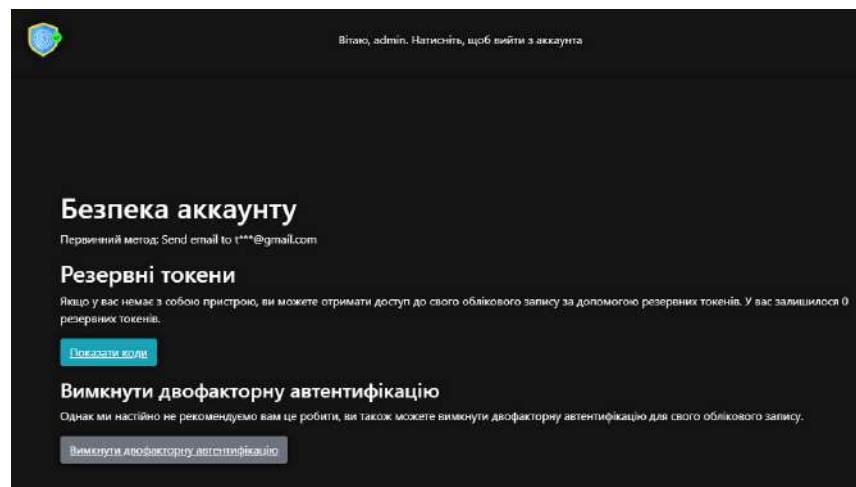 Вітаю, admin. Натисніть, щоб вийти з аккаунта
Безпека аккаунту
Первинний метод: Send email to t***@gmail.com
Резервні токени
Якщо у вас немає з собою пристрою, ви можете отримати доступ до свого облікового запису за допомогою резервних токенів. У вас залишилося 0
резервних токенів.
Показати коди
Вимкнути двофакторну автентифікацію
Однак ми настійно не рекомендуємо вам це робити, ви також можете вимкнути двофакторну автентифікацію для свого облікового запису.
Вимкнути двофакторну автентифікацію